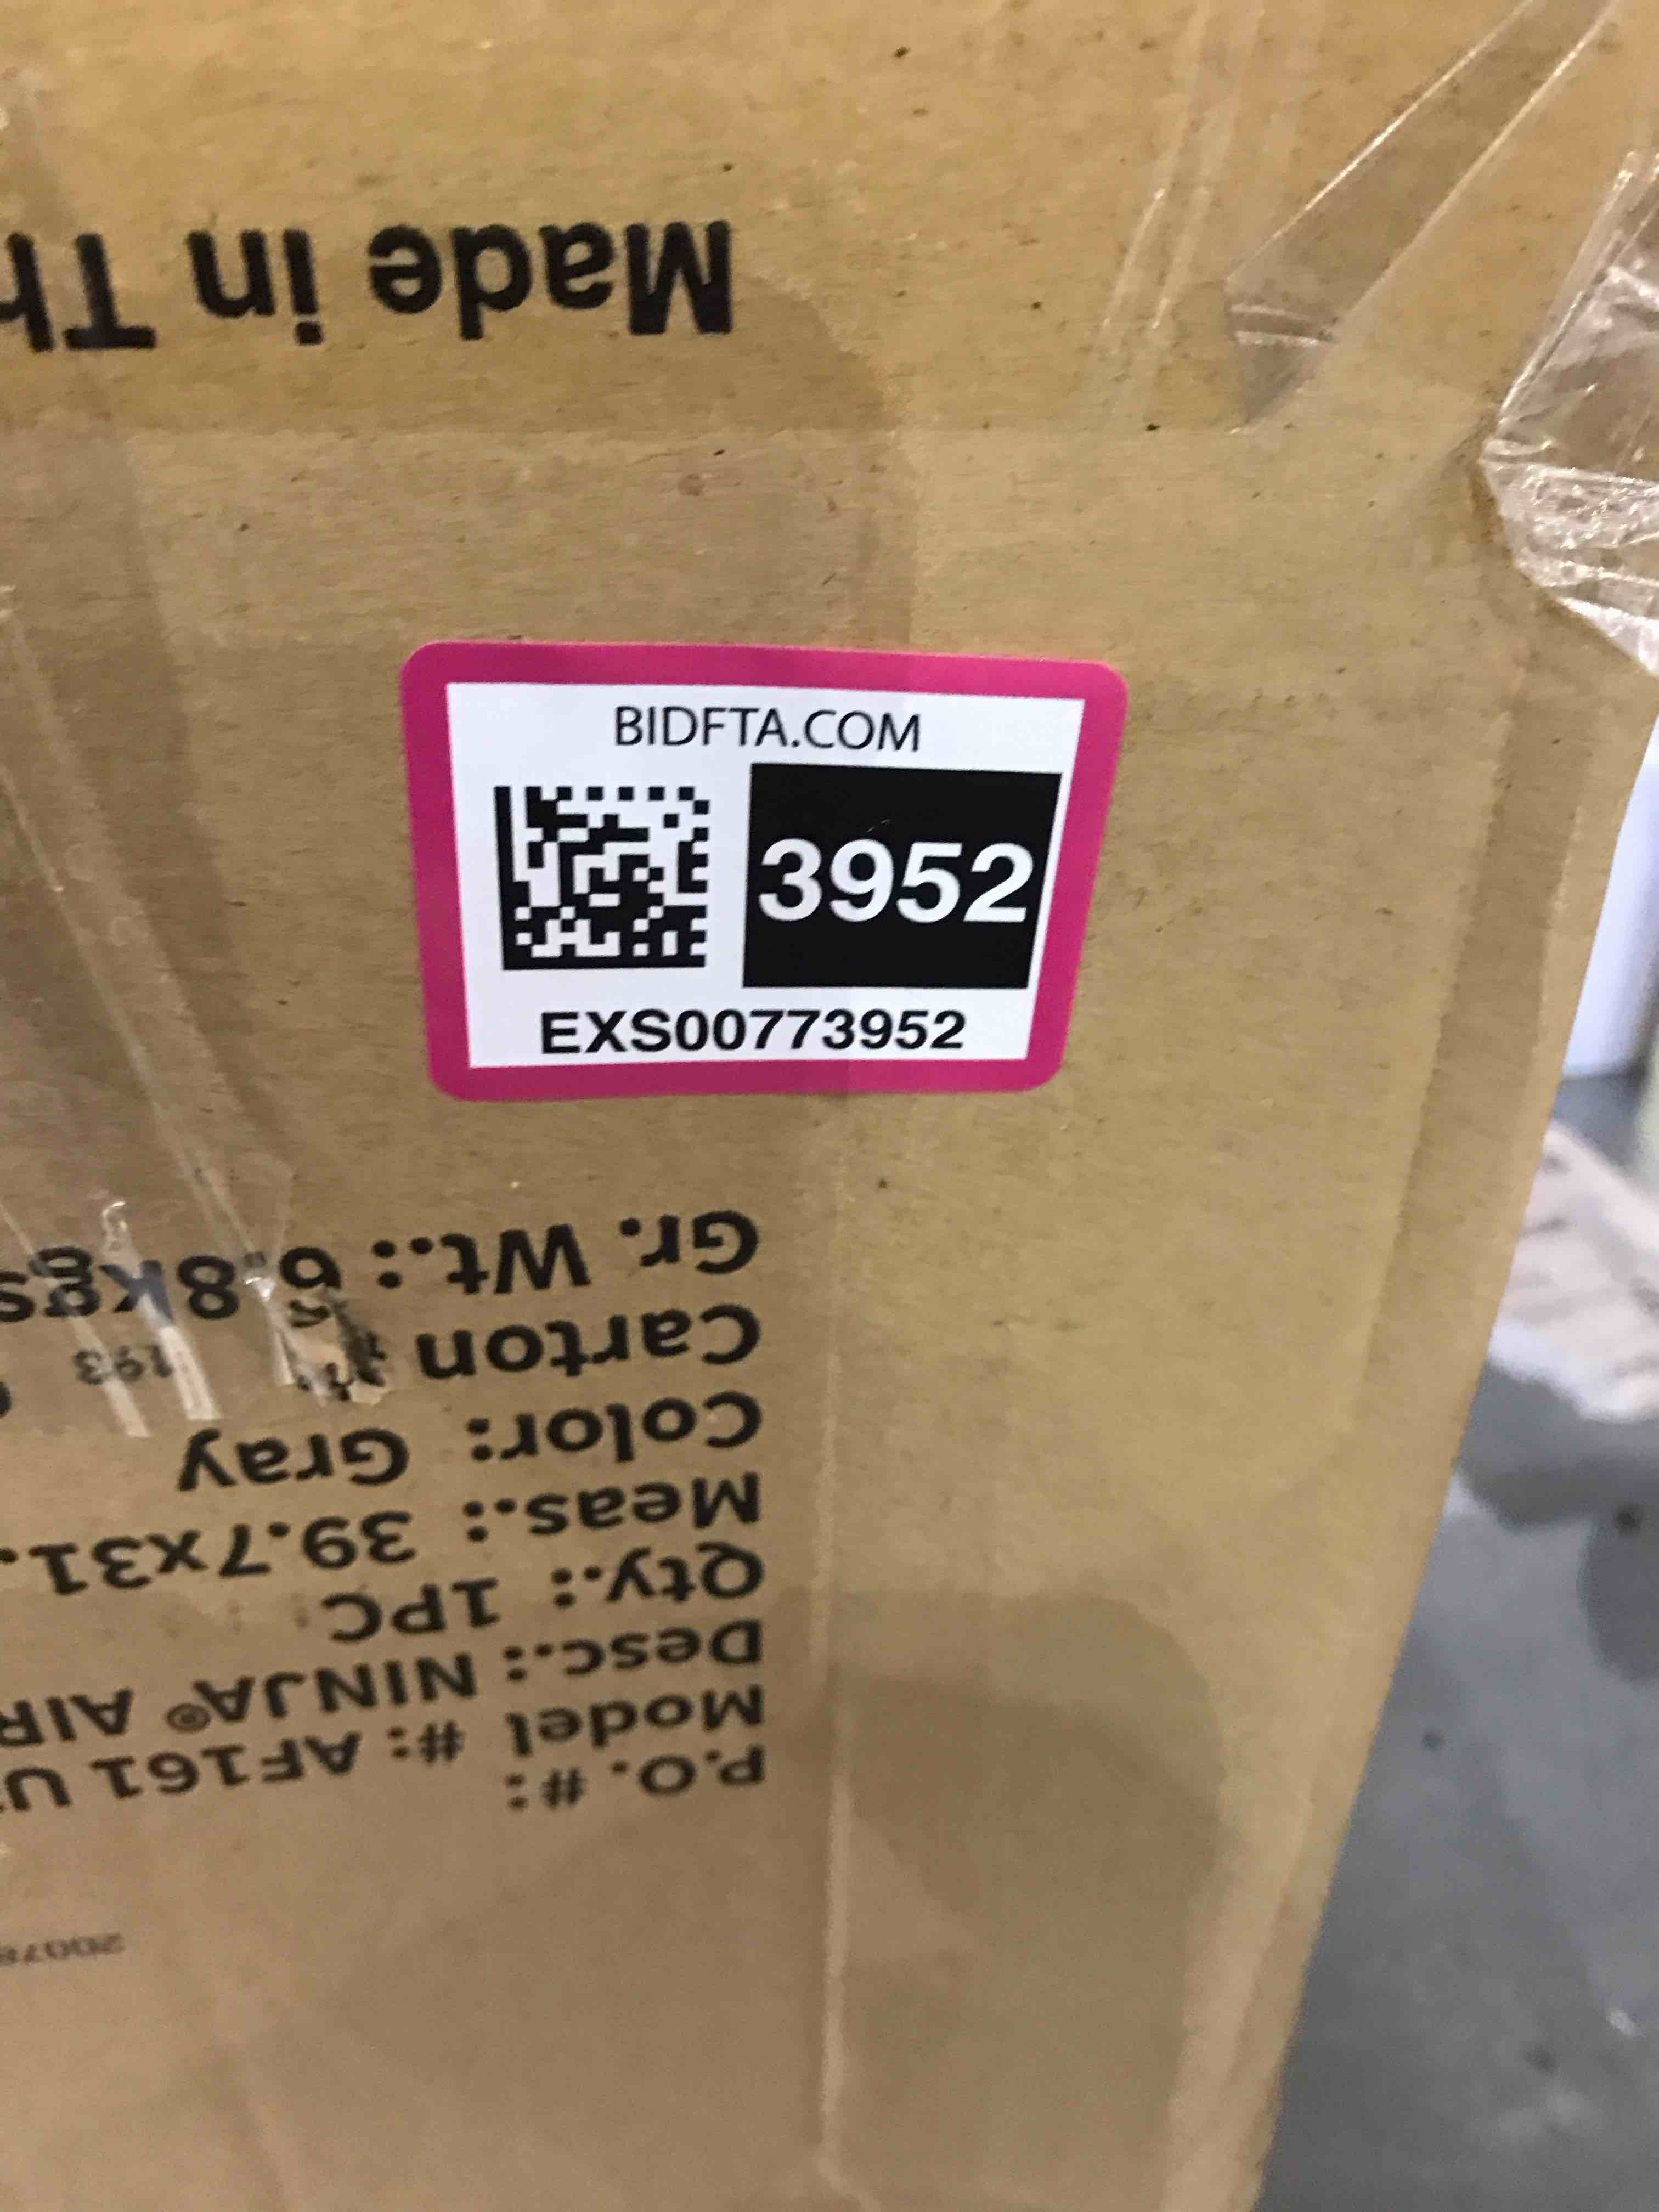 BIDFTA.COM
3952
EXS00773952
P.O. #:
Model #: AF161
Desc.: NINJA® AIR
Qty.: 1PC
Meas.: 39.7x31.
Color: Gray
Carton #:
Gr. Wt.: 6.8kgs
Made in